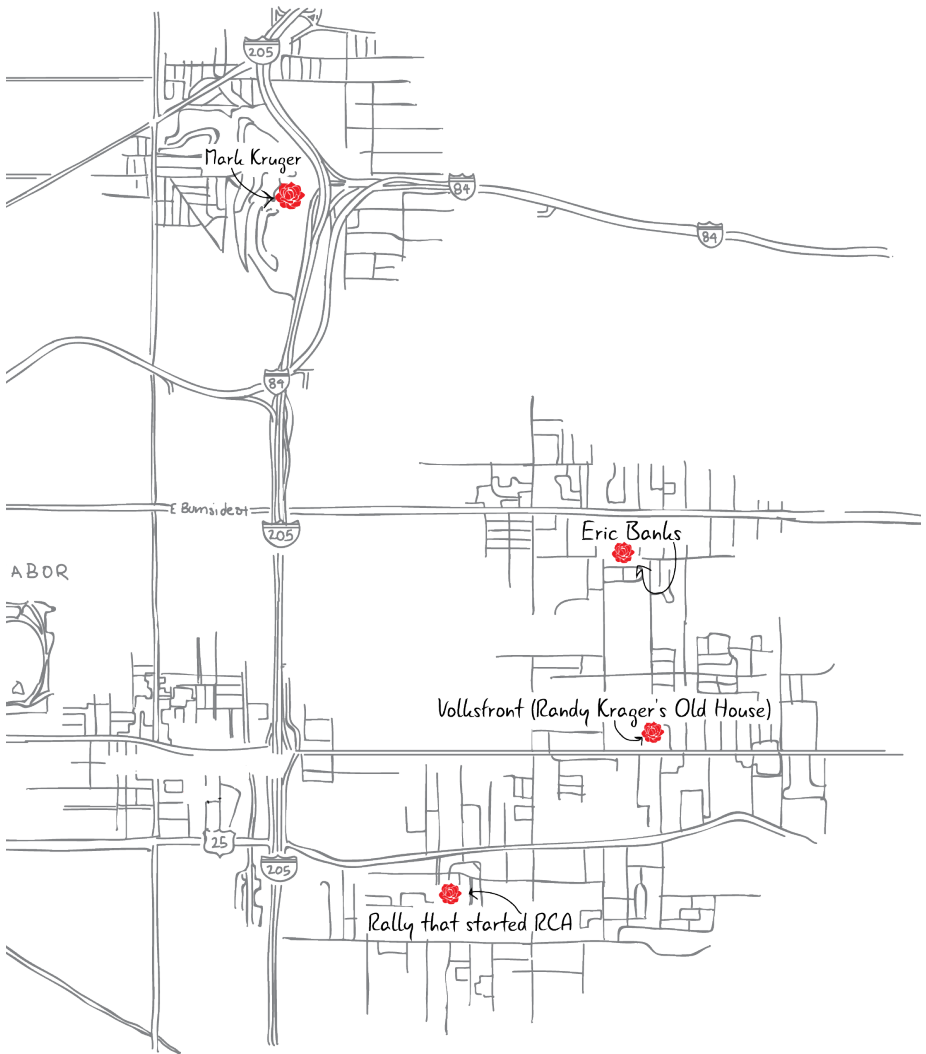 205
Mark Kruger
84
84
84
E Burnside st
205
Eric Banks
ABOR
Volksfront (Randy Krager's Old House)
25
205
Rally that started RCA